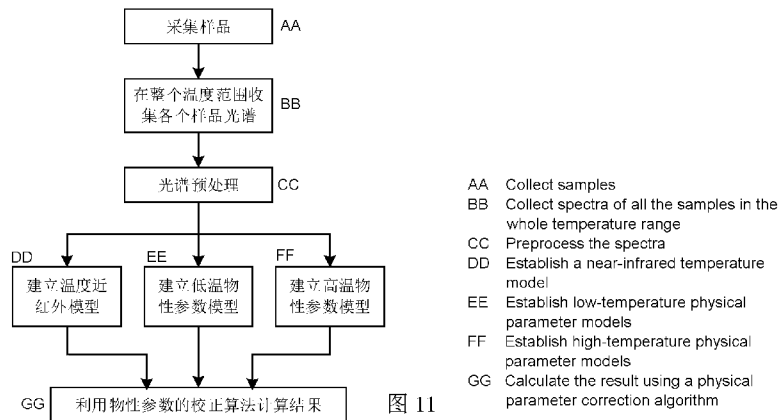 采集样品
AA
在整个温度范围收
集各个样品光谱
BB
光谱预处理
CC
DD
EE
FF
建立温度近
红外模型
建立低温物
性参数模型
建立高温物
性参数模型
GG
利用物性参数的校正算法计算结果
图 11
AA Collect samples
BB Collect spectra of all the samples in the
whole temperature range
CC Preprocess the spectra
DD Establish a near-infrared temperature
model
EE Establish low-temperature physical
parameter models
FF Establish high-temperature physical
parameter models
GG Calculate the result using a physical
parameter correction algorithm